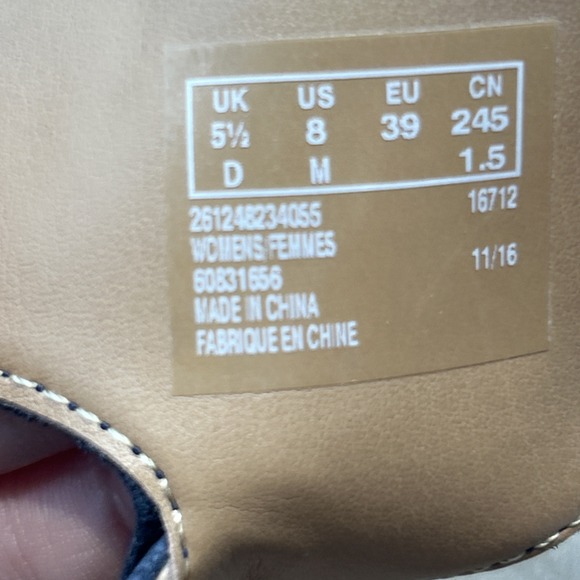 UK US EU CN
5½ 8 39 245
D M 1.5
261248234055 16712
WOMENS/FEMMES
60831656 11/16
MADE IN CHINA
FABRIQUE EN CHINE